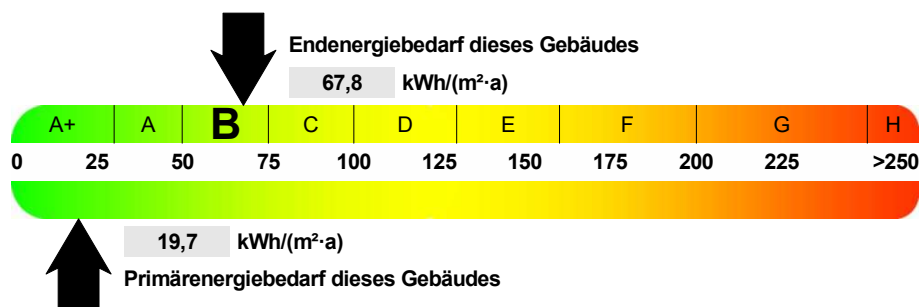 Endenergiebedarf dieses Gebäudes
67,8 kWh/(m²·a)
A+ A B C D E F G H
0 25 50 75 100 125 150 175 200 225 >250
19,7 kWh/(m²·a)
Primärenergiebedarf dieses Gebäudes